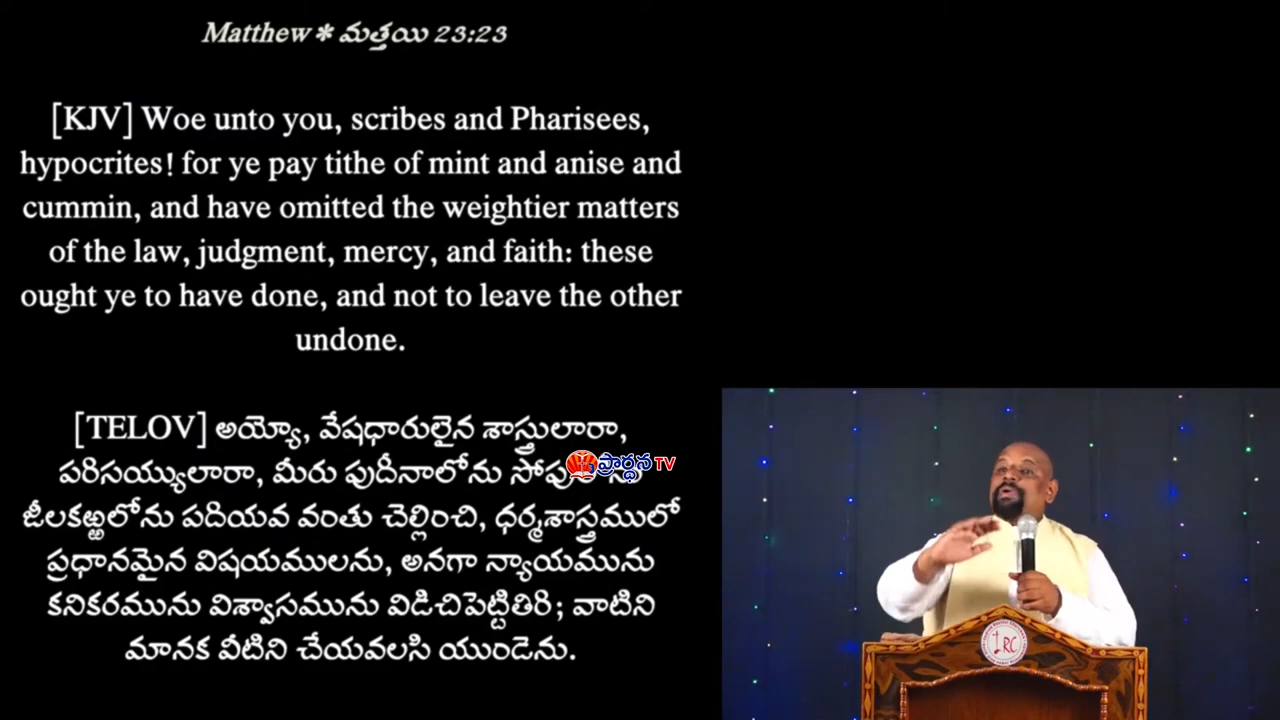 Matthew * మత్తయి 23:23
[KJV] Woe unto you, scribes and Pharisees,
hypocrites! for ye pay tithe of mint and anise and
cummin, and have omitted the weightier matters
of the law, judgment, mercy, and faith: these
ought ye to have done, and not to leave the other
undone.
[TELOV] అయ్యో, వేషధారులైన శాస్త్రులారా,
పరిసయ్యులారా, మీరు పుదీనాలోను
ప్రార్థన TV
జీలకఱ్ఱలోను పదియవ వంతు చెల్లించి, ధర్మశాస్త్రములో
ప్రధానమైన విషయములను, అనగా న్యాయమును
కనికరమును విశ్వాసమును విడిచిపెట్టితిరి; వాటిని
మానక వీటిని చేయవలసి యుండెను.
LRC